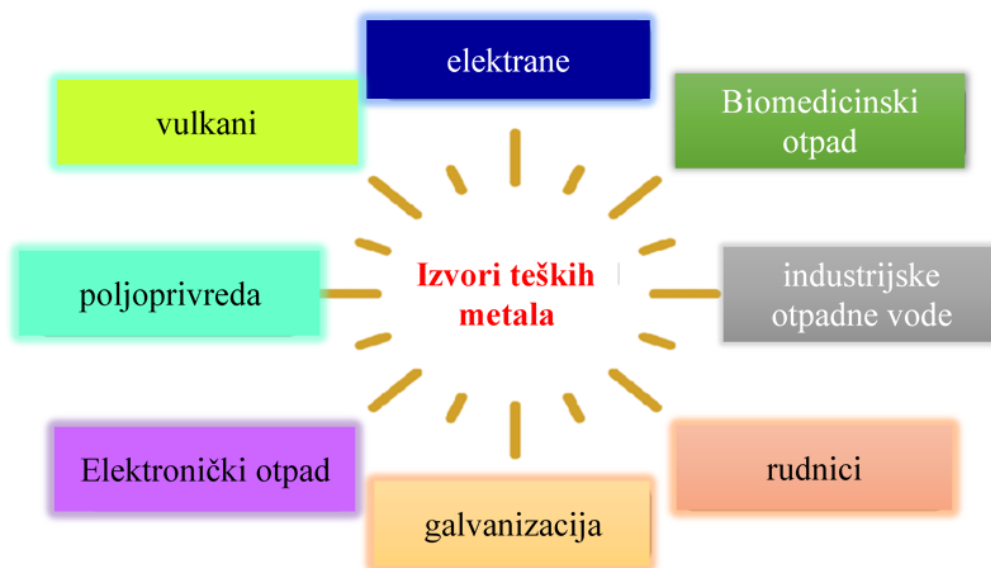 elektrane
vulkani
Biomedicinski
otpad
poljoprivreda
Izvori teških
metala
industrijske
otpadne vode
Elektronički otpad
rudnici
galvanizacija